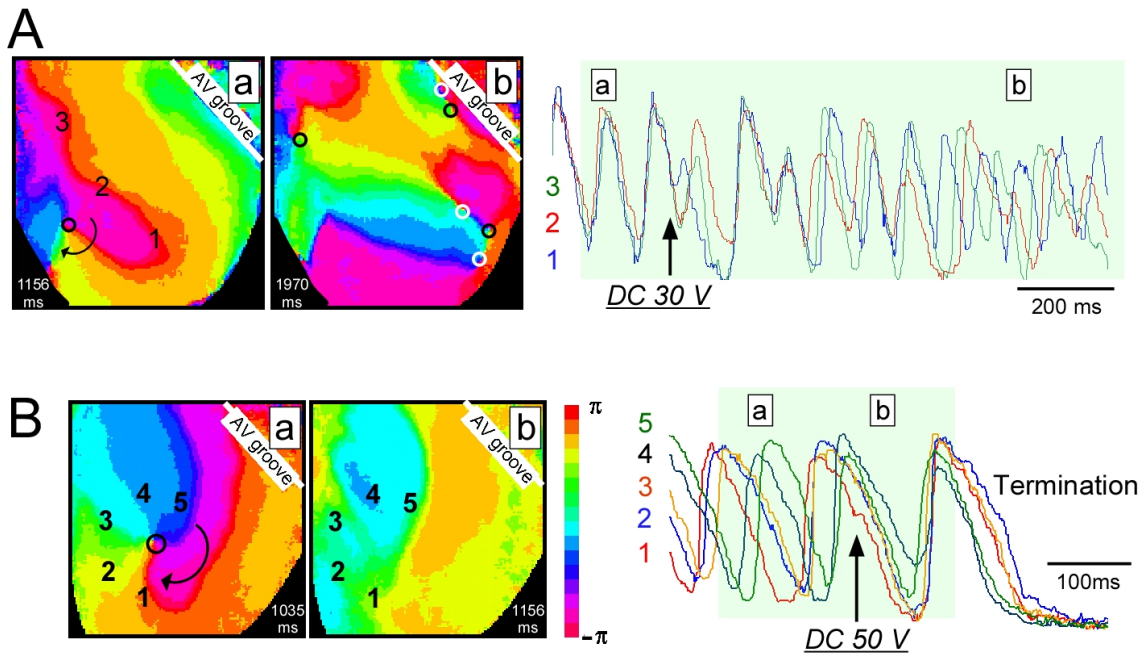 A
a
AV groove
3
2
1
1156
ms
b
AV groove
1970
ms
a
b
3
2
1
DC 30 V
200 ms
B
a
AV groove
4
5
3
2
1
1035
ms
b
AV groove
4
5
3
2
1
1156
ms
π
-π
a
b
5
4
3
2
1
Termination
100ms
DC 50 V